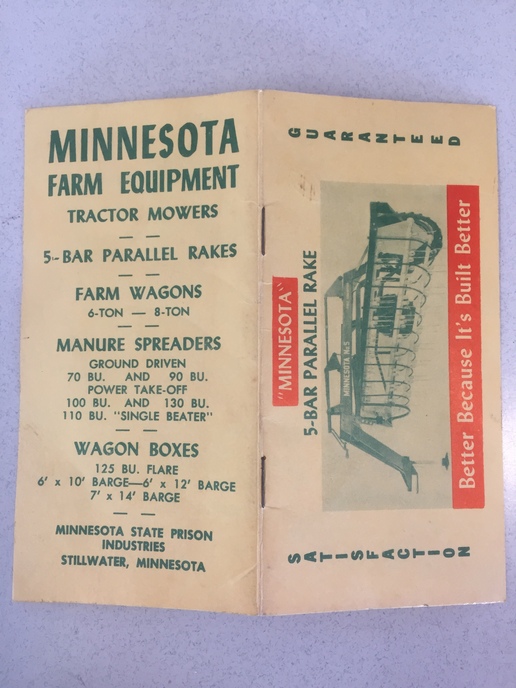 MINNESOTA
FARM EQUIPMENT
TRACTOR MOWERS
— —
5-BAR PARALLEL RAKES
— —
FARM WAGONS
6-TON — 8-TON
— —
MANURE SPREADERS
GROUND DRIVEN
70 BU. AND 90 BU.
POWER TAKE-OFF
100 BU. AND 130 BU.
110 BU. "SINGLE BEATER"
— —
WAGON BOXES
125 BU. FLARE
6' x 10' BARGE—6' x 12' BARGE
7' x 14' BARGE
— —
MINNESOTA STATE PRISON
INDUSTRIES
STILLWATER, MINNESOTA
GUARANTEED
"MINNESOTA"
5-BAR PARALLEL RAKE
MINNESOTA No.5
Better Because It's Built Better
SATISFACTION